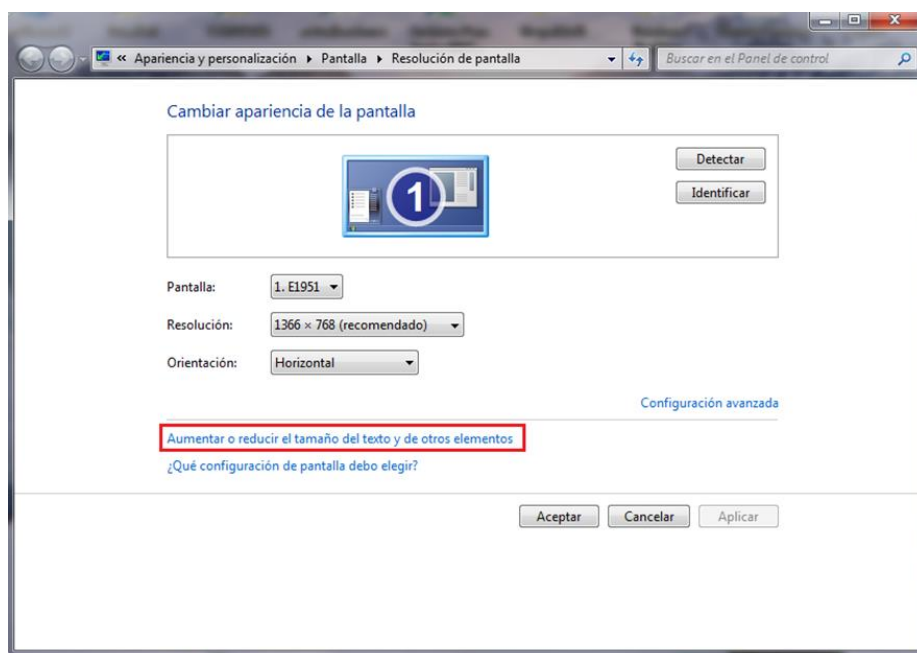 « Apariencia y personalización ▸ Pantalla ▸ Resolución de pantalla
Buscar en el Panel de control
Cambiar apariencia de la pantalla
1
Detectar
Identificar
Pantalla: 1. E1951
Resolución: 1366 × 768 (recomendado)
Orientación: Horizontal
Configuración avanzada
Aumentar o reducir el tamaño del texto y de otros elementos
¿Qué configuración de pantalla debo elegir?
Aceptar Cancelar Aplicar